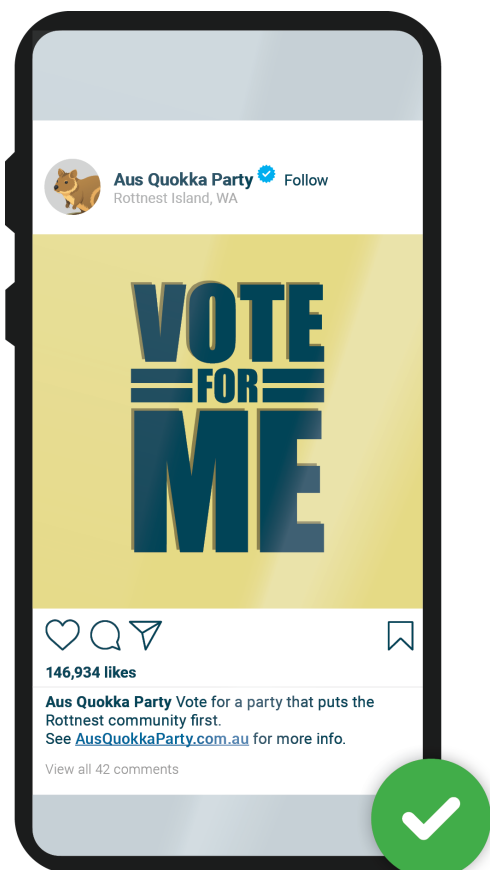 Aus Quokka Party Follow
Rottnest Island, WA
VOTE
FOR
ME
146,934 likes
Aus Quokka Party Vote for a party that puts the
Rottnest community first.
See AusQuokkaParty.com.au for more info.
View all 42 comments